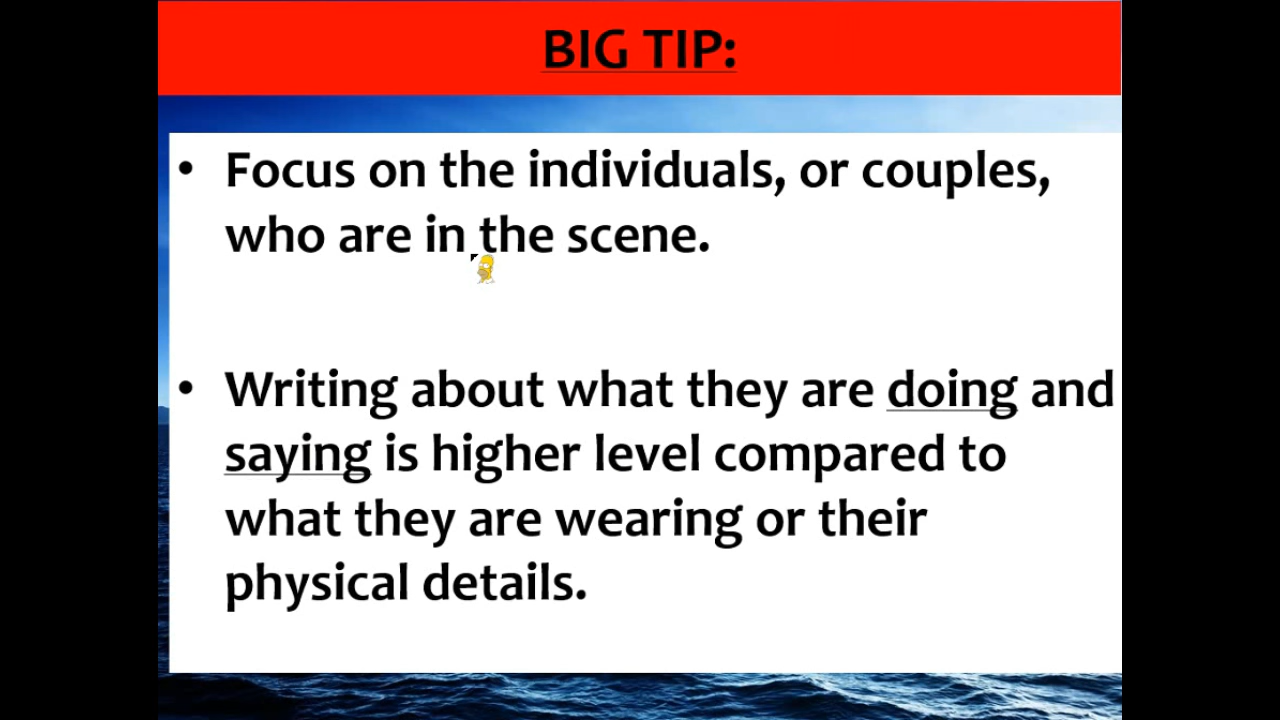 BIG TIP:
• Focus on the individuals, or couples,
who are in the scene.
• Writing about what they are doing and
saying is higher level compared to
what they are wearing or their
physical details.